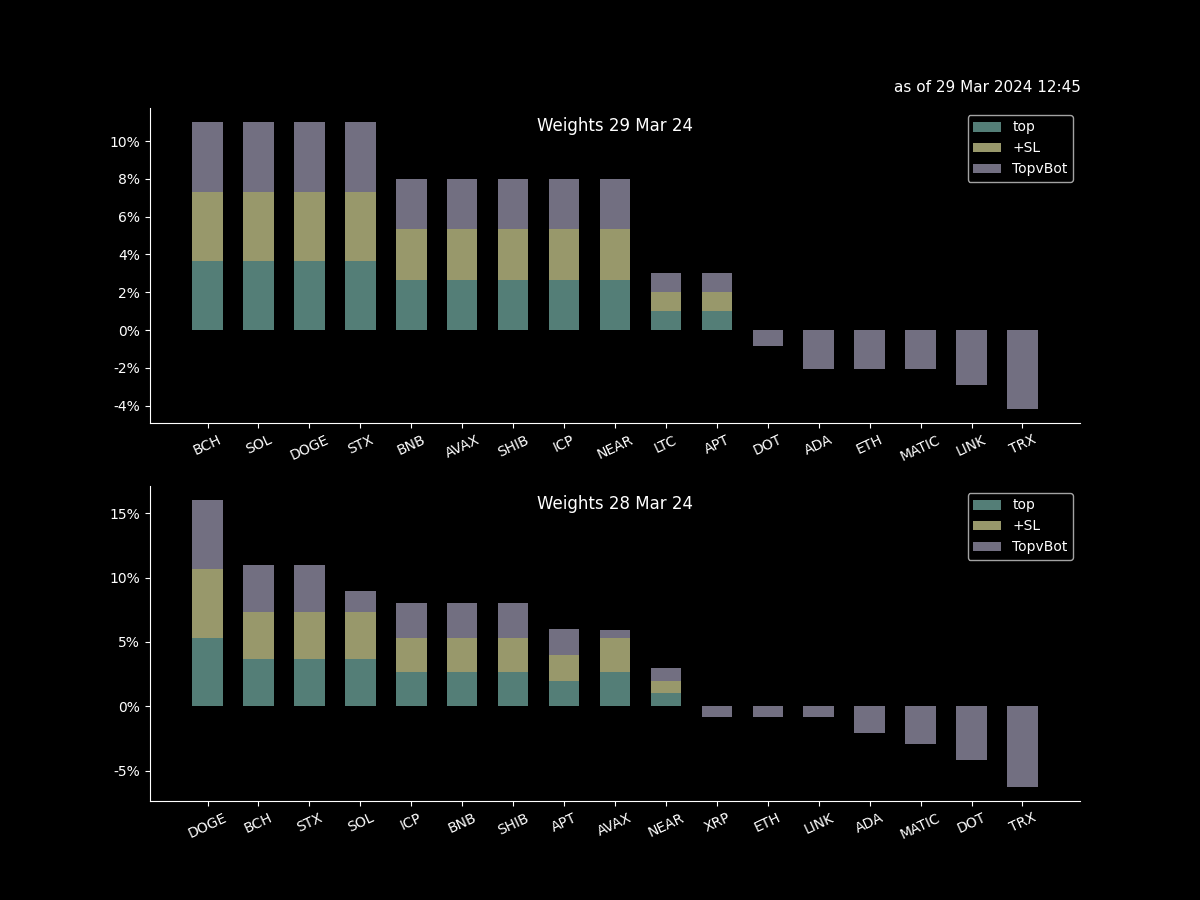 as of 29 Mar 2024 12:45
Weights 29 Mar 24
top
+SL
TopvBot
10%
8%
6%
4%
2%
0%
-2%
-4%
BCH SOL DOGE STX BNB AVAX SHIB ICP NEAR LTC APT DOT ADA ETH MATIC LINK TRX
Weights 28 Mar 24
top
+SL
TopvBot
15%
10%
5%
0%
-5%
DOGE BCH STX SOL ICP BNB SHIB APT AVAX NEAR XRP ETH LINK ADA MATIC DOT TRX